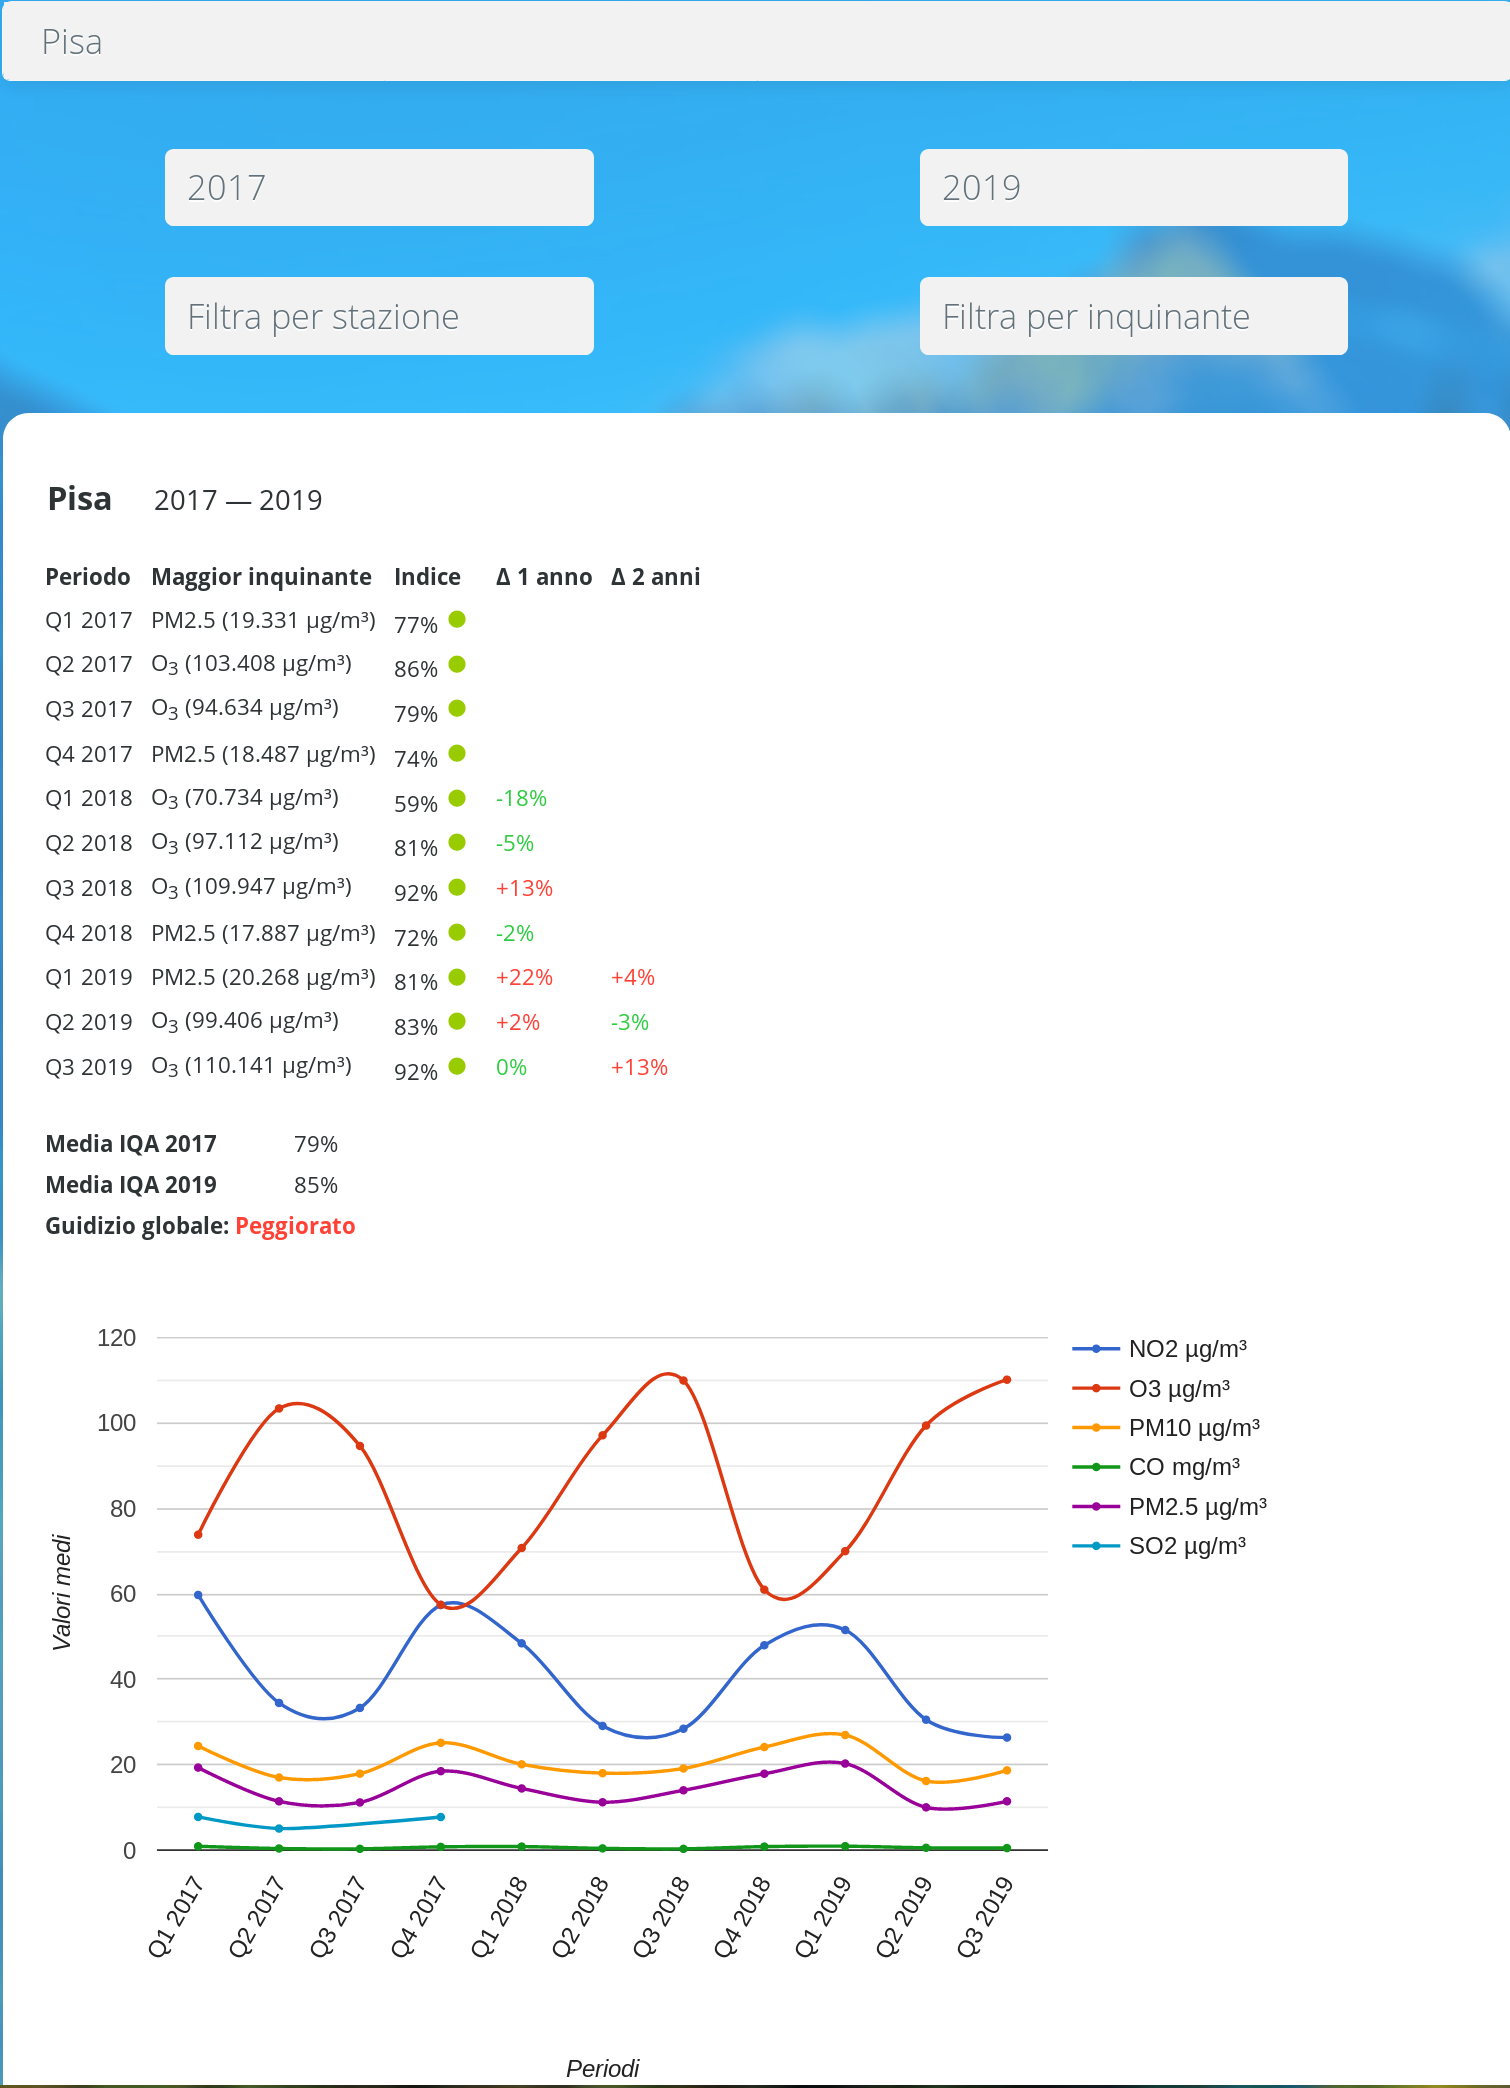 Pisa
2017 2019
Filtra per stazione Filtra per inquinante
Pisa 2017 — 2019
Periodo Maggior inquinante Indice Δ 1 anno Δ 2 anni
Q1 2017 PM2.5 (19.331 µg/m³) 77%
Q2 2017 O3 (103.408 µg/m³) 86%
Q3 2017 O3 (94.634 µg/m³) 79%
Q4 2017 PM2.5 (18.487 µg/m³) 74%
Q1 2018 O3 (70.734 µg/m³) 59% -18%
Q2 2018 O3 (97.112 µg/m³) 81% -5%
Q3 2018 O3 (109.947 µg/m³) 92% +13%
Q4 2018 PM2.5 (17.887 µg/m³) 72% -2%
Q1 2019 PM2.5 (20.268 µg/m³) 81% +22% +4%
Q2 2019 O3 (99.406 µg/m³) 83% +2% -3%
Q3 2019 O3 (110.141 µg/m³) 92% 0% +13%
Media IQA 2017 79%
Media IQA 2019 85%
Guidizio globale: Peggiorato
120
100
80
60
40
20
0
Valori medi
NO2 µg/m³
O3 µg/m³
PM10 µg/m³
CO mg/m³
PM2.5 µg/m³
SO2 µg/m³
Q1 2017 Q2 2017 Q3 2017 Q4 2017 Q1 2018 Q2 2018 Q3 2018 Q4 2018 Q1 2019 Q2 2019 Q3 2019
Periodi